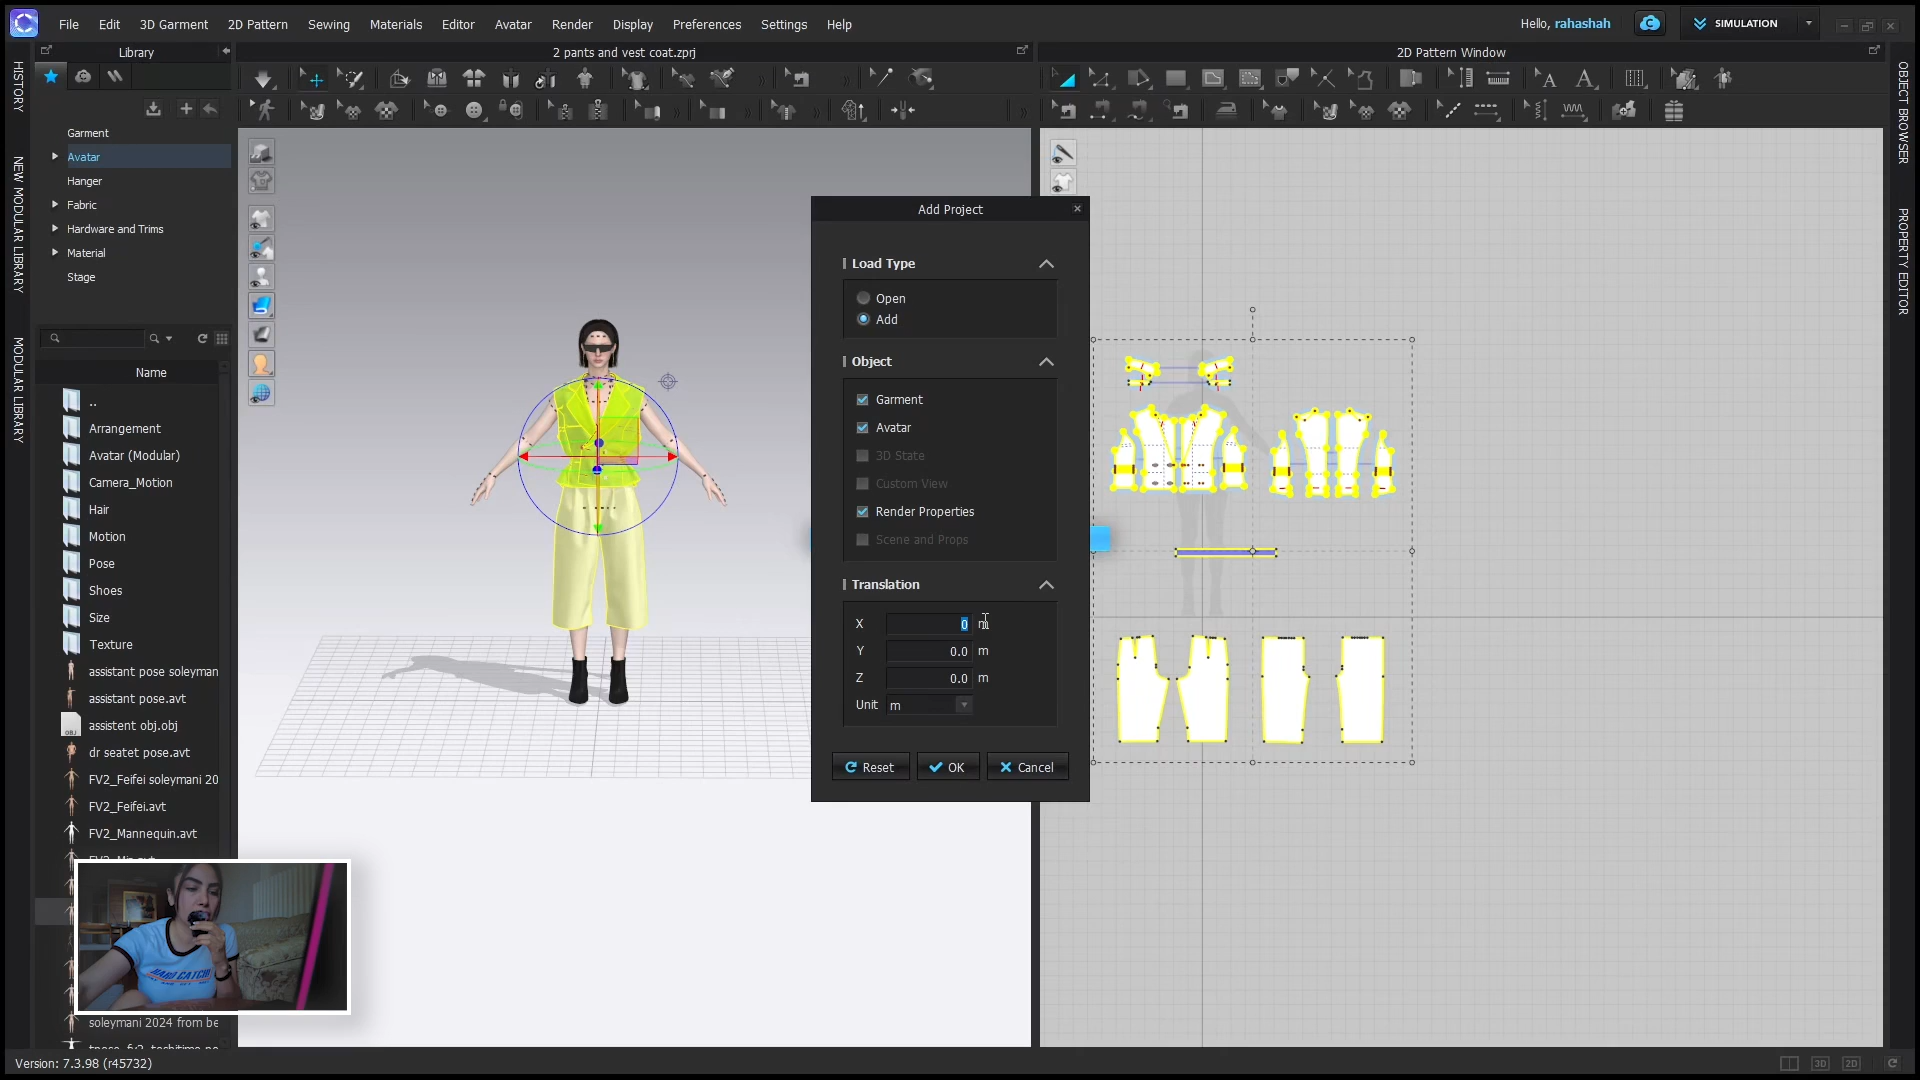 File Edit 3D Garment 2D Pattern Sewing Materials Editor Avatar Render Display Preferences Settings Help
Hello, rahashah
SIMULATION
Library
2 pants and vest coat.zprj
2D Pattern Window
HISTORY
NEW MODULAR LIBRARY
MODULAR LIBRARY
OBJECT BROWSER
PROPERTY EDITOR
Garment
Avatar
Hanger
Fabric
Hardware and Trims
Material
Stage
Name
..
Arrangement
Avatar (Modular)
Camera_Motion
Hair
Motion
Pose
Shoes
Size
Texture
assistant pose soleyman
assistant pose.avt
assistent obj.obj
dr seatet pose.avt
FV2_Feifei soleymani 20
FV2_Feifei.avt
FV2_Mannequin.avt
soleymani 2024 from be
Add Project
Load Type
Open
Add
Object
Garment
Avatar
3D State
Custom View
Render Properties
Scene and Props
Translation
X 0 m
Y 0.0 m
Z 0.0 m
Unit m
Reset OK Cancel
Version: 7.3.98 (r45732)
3D 2D